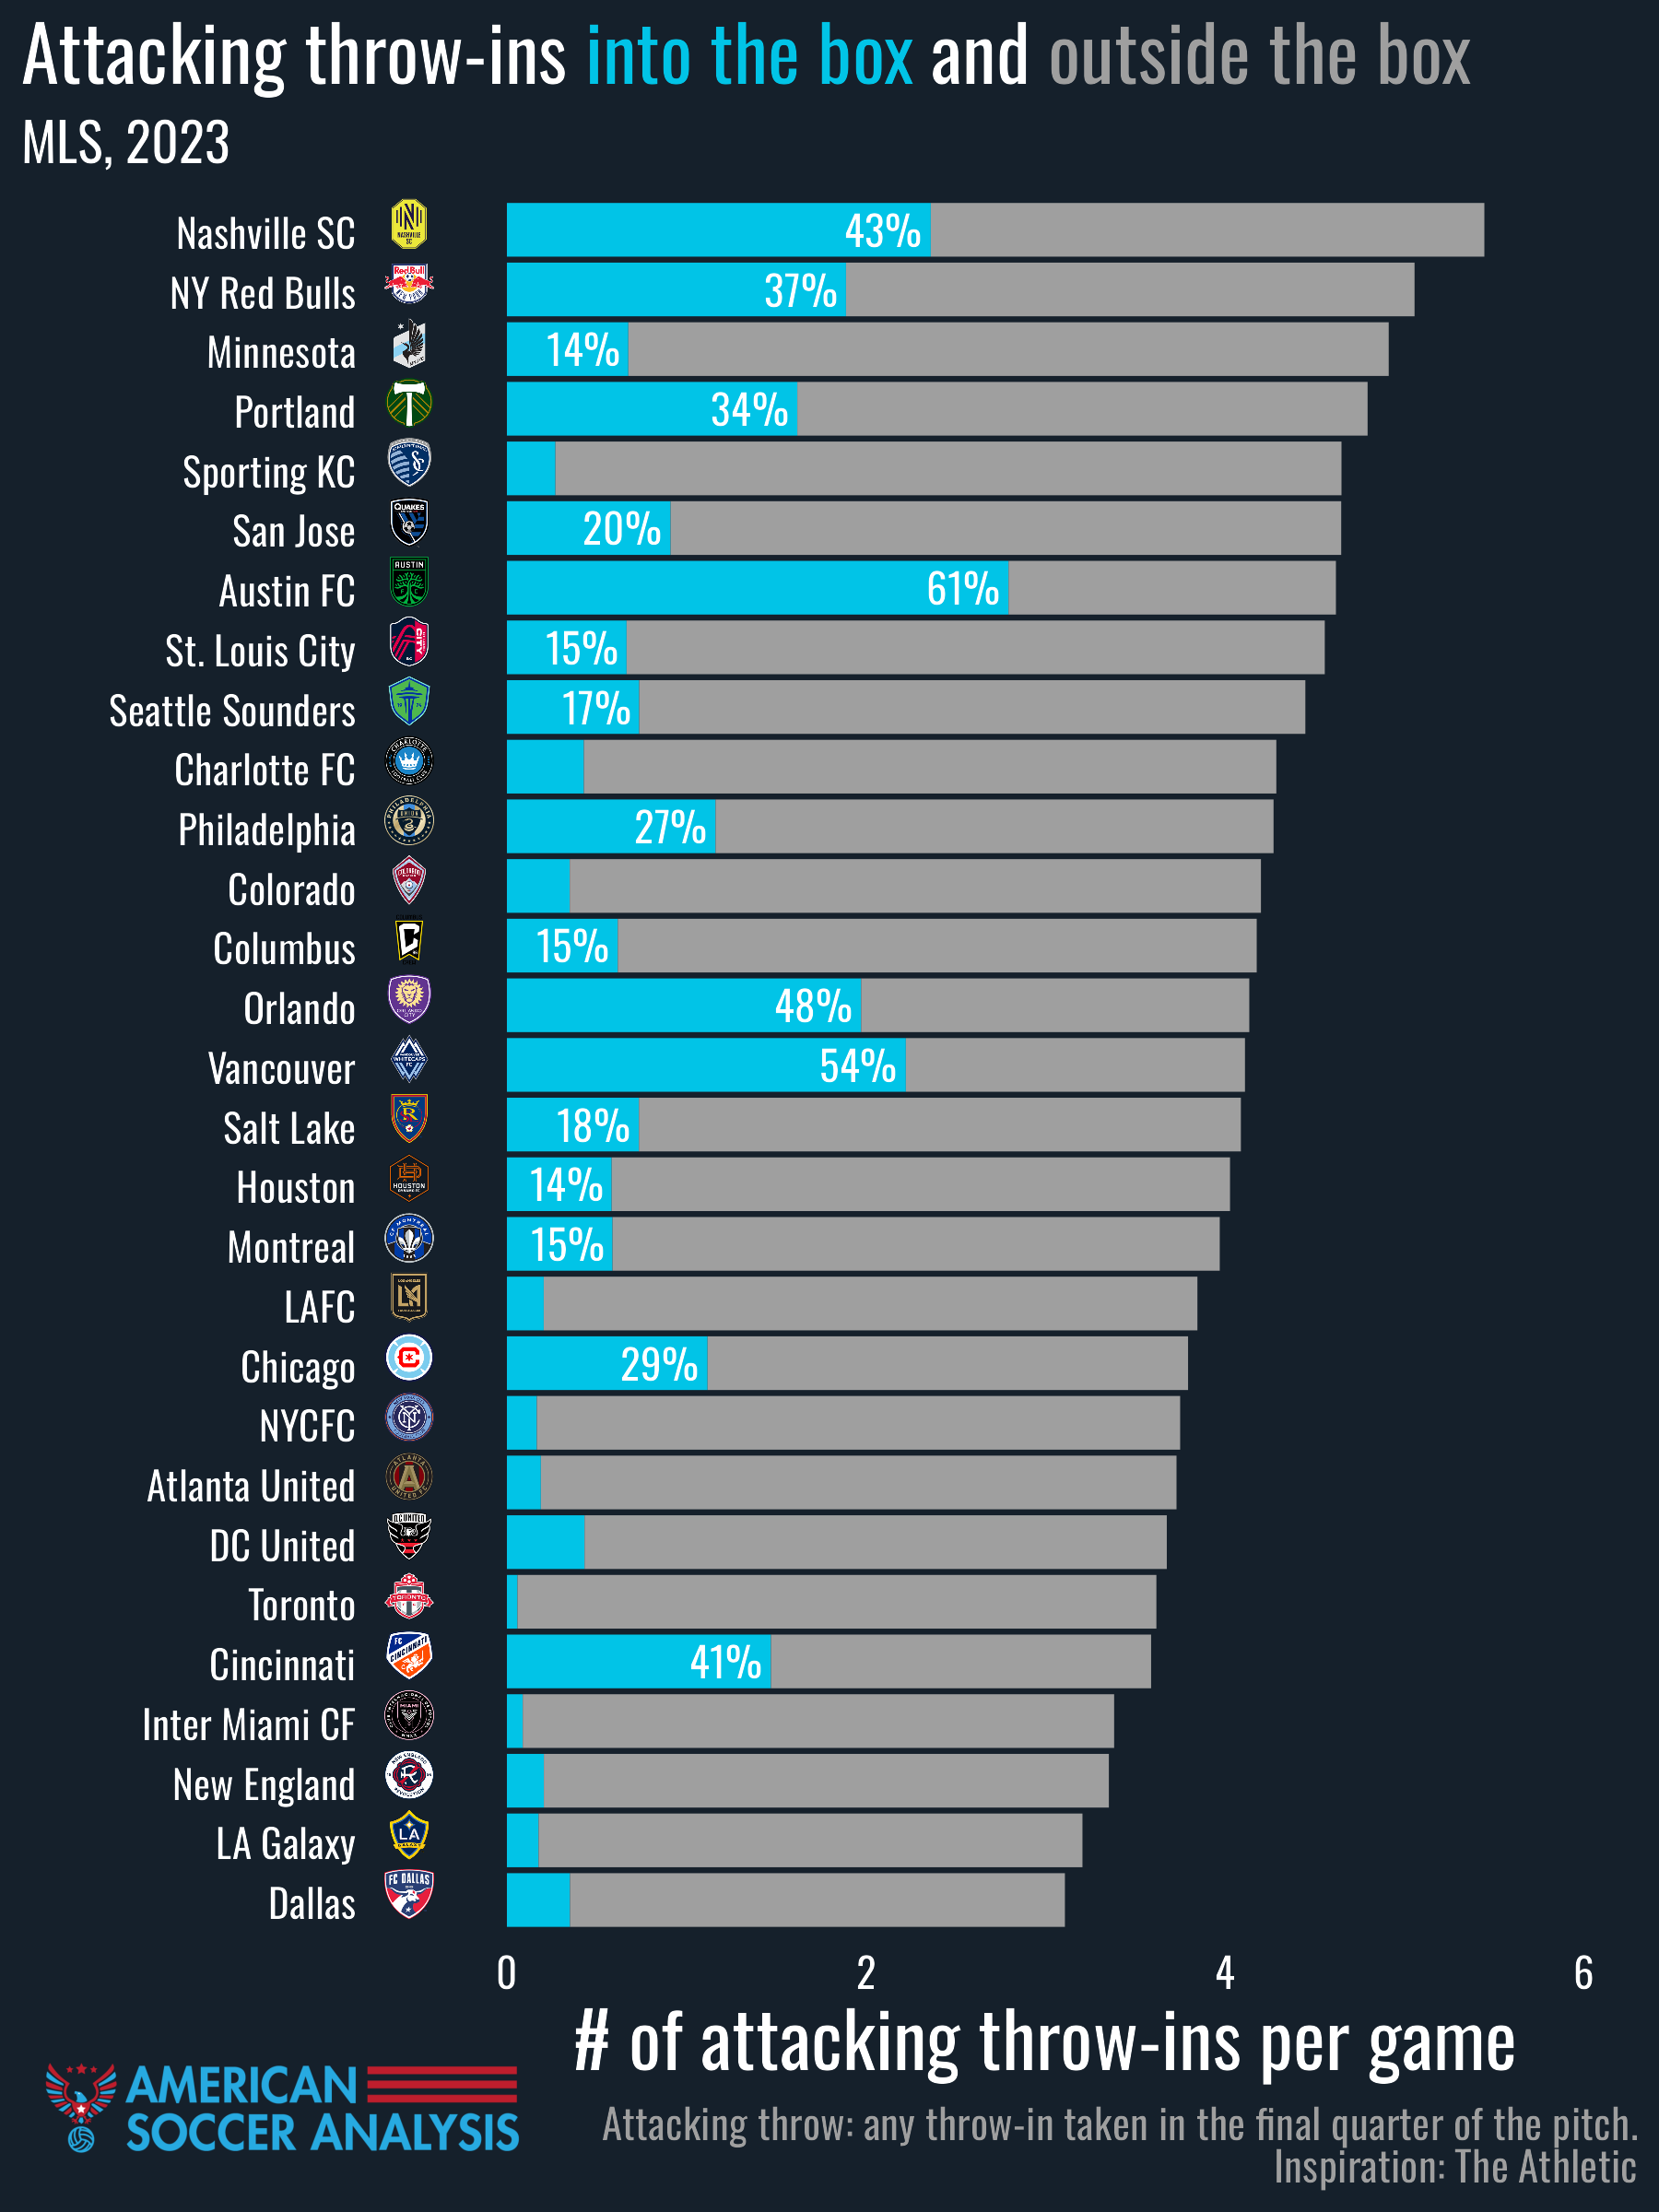 Attacking throw-ins into the box and outside the box
MLS, 2023
Nashville SC 43%
NY Red Bulls 37%
Minnesota 14%
Portland 34%
Sporting KC
San Jose 20%
Austin FC 61%
St. Louis City 15%
Seattle Sounders 17%
Charlotte FC
Philadelphia 27%
Colorado
Columbus 15%
Orlando 48%
Vancouver 54%
Salt Lake 18%
Houston 14%
Montreal 15%
LAFC
Chicago 29%
NYCFC
Atlanta United
DC United
Toronto
Cincinnati 41%
Inter Miami CF
New England
LA Galaxy
Dallas
0 2 4 6
# of attacking throw-ins per game
AMERICAN
SOCCER ANALYSIS
Attacking throw: any throw-in taken in the final quarter of the pitch.
Inspiration: The Athletic